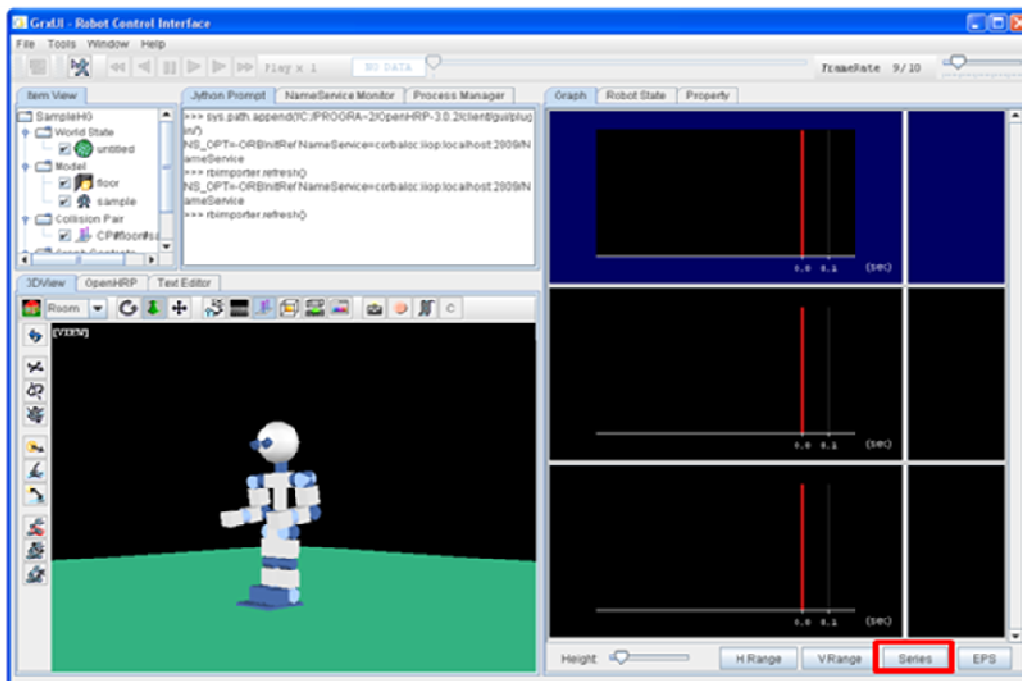 GrxUI - Robot Control Interface
File Tools Window Help
Play x 1
NO DATA
FrameRate 9/10
Item View
SampleHG
World State
untitled
Model
floor
sample
Collision Pair
CP#floor#sa
Jython Prompt NameService Monitor Process Manager
>>> sys.path.append('/C:/PROGRA~2/OpenHRP-3.0.2/client/gui/plug
in/')
NS_OPT=-ORBInitRef NameService=corbaloc:iiop:localhost:2809/N
ameService
>>> rbimporter.refresh()
NS_OPT=-ORBInitRef NameService=corbaloc:iiop:localhost:2809/N
ameService
>>> rbimporter.refresh()
3DView OpenHRP Text Editor
Room
C
[VIEW]
Graph Robot State Property
0.0 0.1 (sec)
0.0 0.1 (sec)
0.0 0.1 (sec)
Height: H Range V Range Series EPS